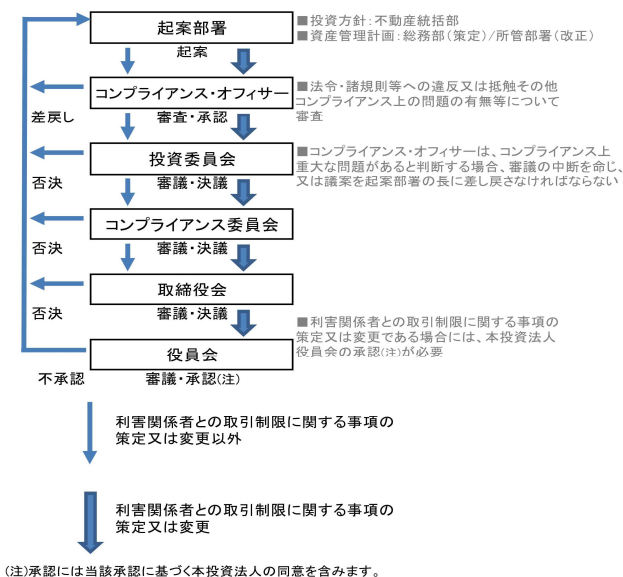 起案部署
■投資方針：不動産統括部
■資産管理計画：総務部（策定）/所管部署（改正）
起案
コンプライアンス・オフィサー
■法令・諸規則等への違反又は抵触その他
コンプライアンス上の問題の有無等について
審査
差戻し
審査・承認
投資委員会
■コンプライアンス・オフィサーは、コンプライアンス上
重大な問題があると判断する場合、審議の中断を命じ、
又は議案を起案部署の長に差し戻さなければならない
否決
審議・決議
コンプライアンス委員会
否決
審議・決議
取締役会
否決
審議・決議
■利害関係者との取引制限に関する事項の
策定又は変更である場合には、本投資法人
役員会の承認(注)が必要
役員会
不承認
審議・承認(注)
利害関係者との取引制限に関する事項の
策定又は変更以外
利害関係者との取引制限に関する事項の
策定又は変更
(注)承認には当該承認に基づく本投資法人の同意を含みます。